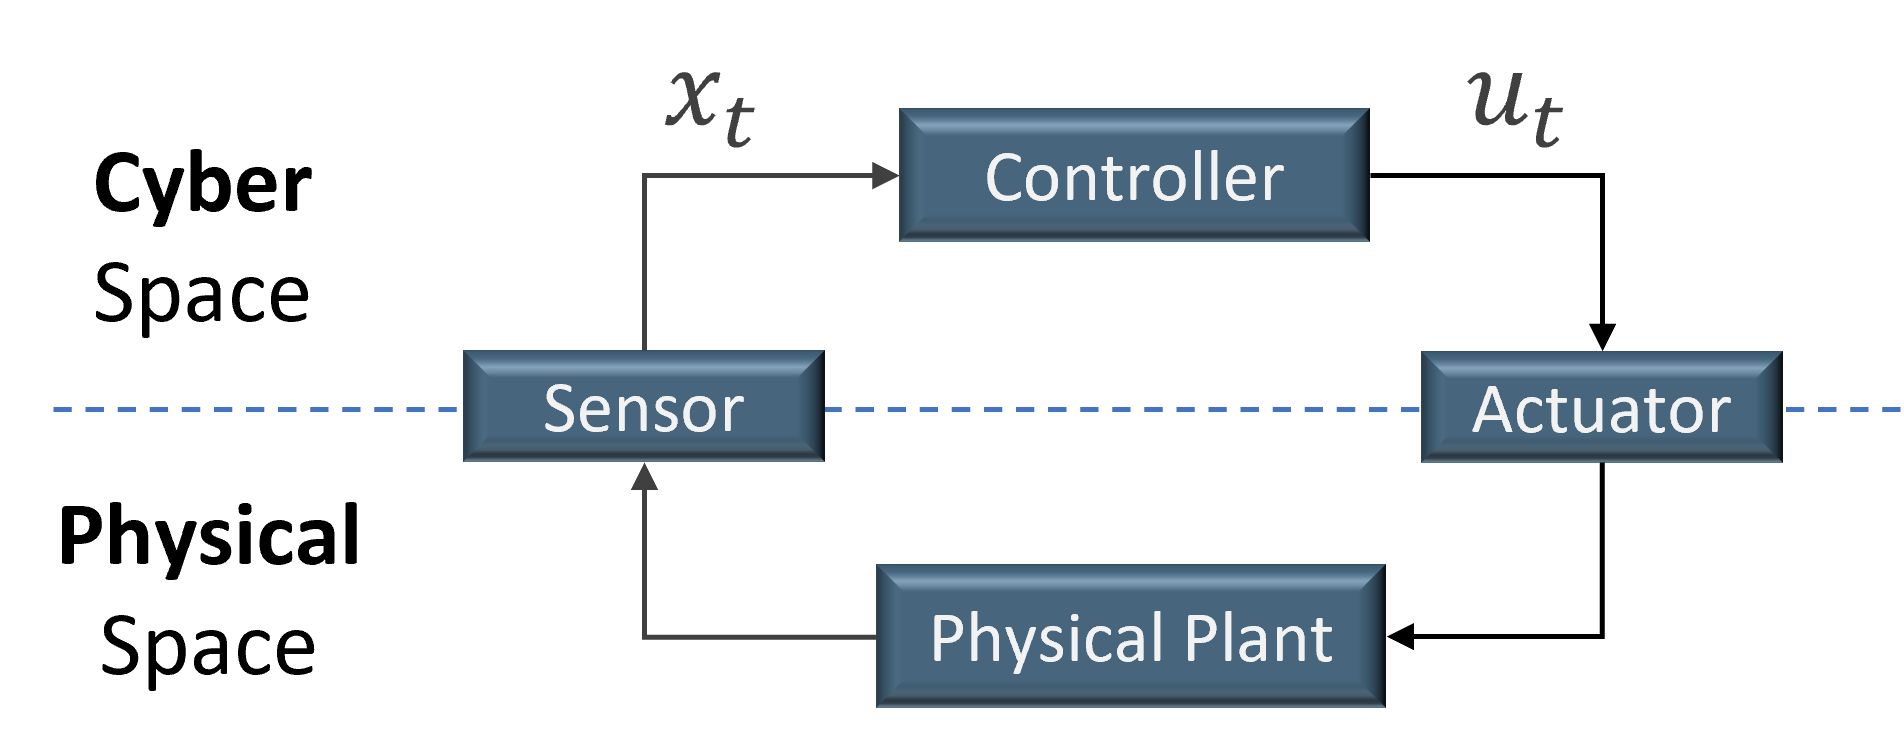 x_t
u_t
Controller
Cyber
Space
Sensor
Actuator
Physical
Space
Physical Plant